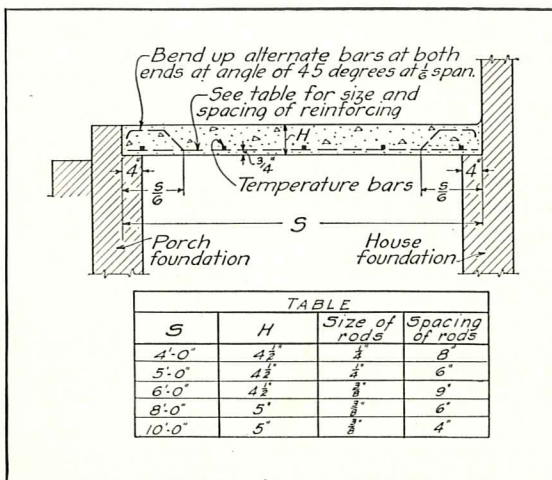 Bend up alternate bars at both
ends at angle of 45 degrees at 1/6 span.
See table for size and
spacing of reinforcing
H
3/4"
4"
4"
Temperature bars
S/6
S/6
S
Porch
foundation
House
foundation
TABLE
S H Size of rods Spacing of rods
4'-0" 4 1/2" 1/4" 8"
5'-0" 4 1/2" 1/4" 6"
6'-0" 4 1/2" 3/8" 9"
8'-0" 5" 3/8" 6"
10'-0" 5" 3/8" 4"